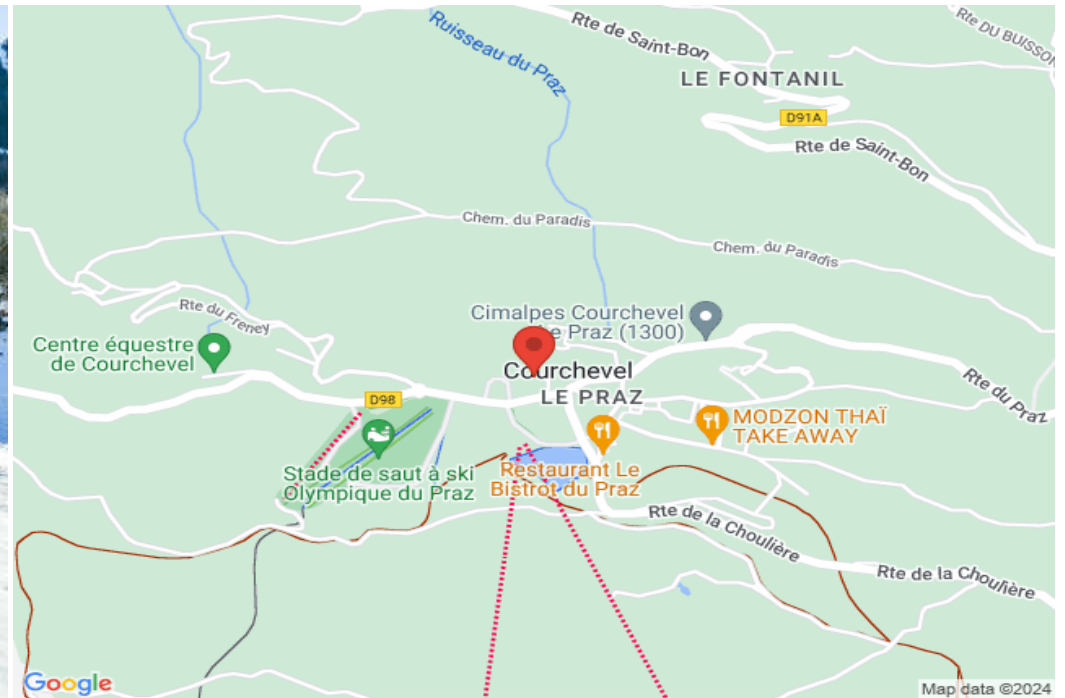 Ruisseau du Praz
Rte de Saint-Bon
Rte DU BUISSON
LE FONTANIL
D91A
Rte de Saint-Bon
Chem. du Paradis
Chem. du Paradis
Rte du Freney
Cimalpes Courchevel
Le Praz (1300)
Centre équestre
de Courchevel
Courchevel
LE PRAZ
Rte du Praz
D98
MODZON THAÏ
TAKE AWAY
Stade de saut à ski
Olympique du Praz
Restaurant Le
Bistrot du Praz
Rte de la Choulière
Rte de la Choulière
Google
Map data ©2024